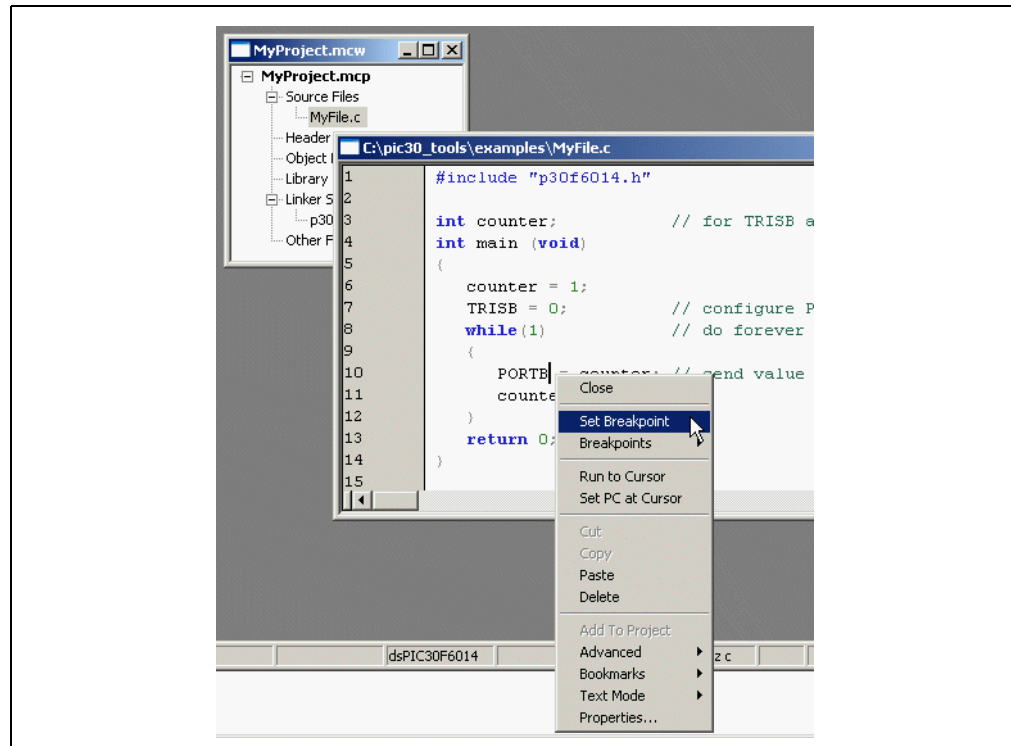 MyProject.mcw
MyProject.mcp
Source Files
MyFile.c
Header
Object
Library
Linker S
p30
Other F
C:\pic30_tools\examples\MyFile.c
1 #include "p30f6014.h"
2
3 int counter; // for TRISB a
4 int main (void)
5 {
6 counter = 1;
7 TRISB = 0; // configure P
8 while(1) // do forever
9 {
10 PORTB = counter; // send value
11 counte
12 }
13 return 0;
14 }
15
Close
Set Breakpoint
Breakpoints
Run to Cursor
Set PC at Cursor
Cut
Copy
Paste
Delete
Add To Project
Advanced
Bookmarks
Text Mode
Properties...
dsPIC30F6014
z c